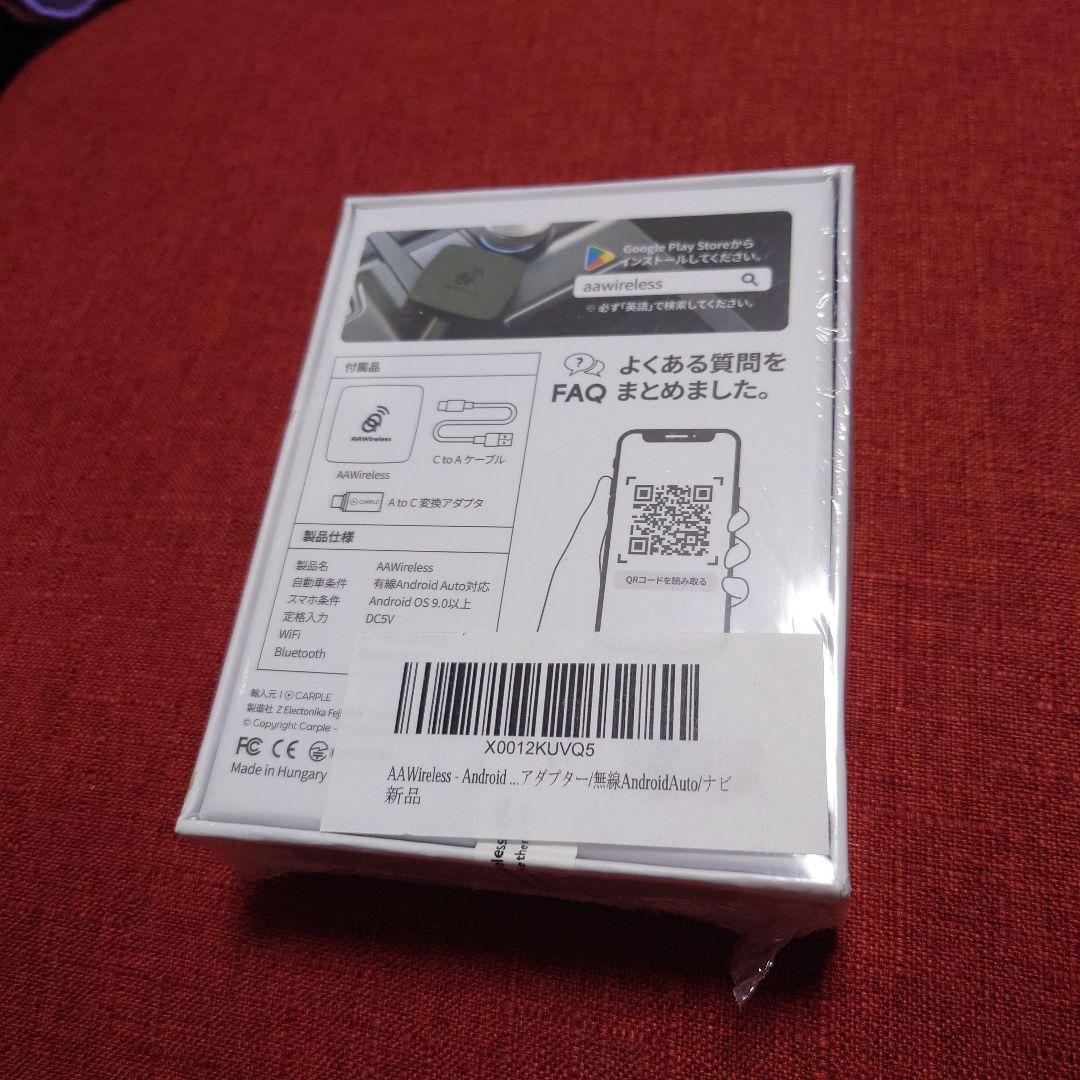 Google Play Storeから
インストールしてください。
aawireless
※ 必ず「英語」で検索してください。
付属品
AAWireless
C to A ケーブル
AAWireless
CARPLE
A to C 変換アダプタ
FAQ
よくある質問を
まとめました。
QRコードを読み取る
製品仕様
製品名 AAWireless
自動車条件 有線Android Auto対応
スマホ条件 Android OS 9.0以上
定格入力 DC5V
WiFi
Bluetooth
輸入元 | CARPLE
製造社 Z Electonika Fej
© Copyright Carple –
FC CE
Made in Hungary
X0012KUVQ5
AAWireless - Android ...アダプター/無線AndroidAuto/ナビ
新品
eless
e ther